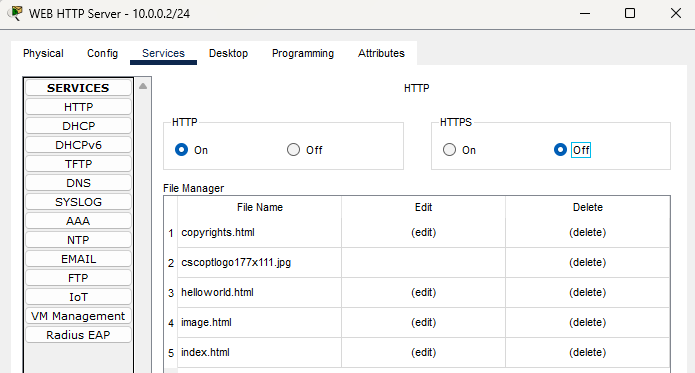 WEB HTTP Server - 10.0.0.2/24
Physical Config Services Desktop Programming Attributes
SERVICES
HTTP
DHCP
DHCPv6
TFTP
DNS
SYSLOG
AAA
NTP
EMAIL
FTP
IoT
VM Management
Radius EAP
HTTP
HTTP
On Off
HTTPS
On Off
File Manager
File Name Edit Delete
1 copyrights.html (edit) (delete)
2 cscoptlogo177x111.jpg (delete)
3 helloworld.html (edit) (delete)
4 image.html (edit) (delete)
5 index.html (edit) (delete)